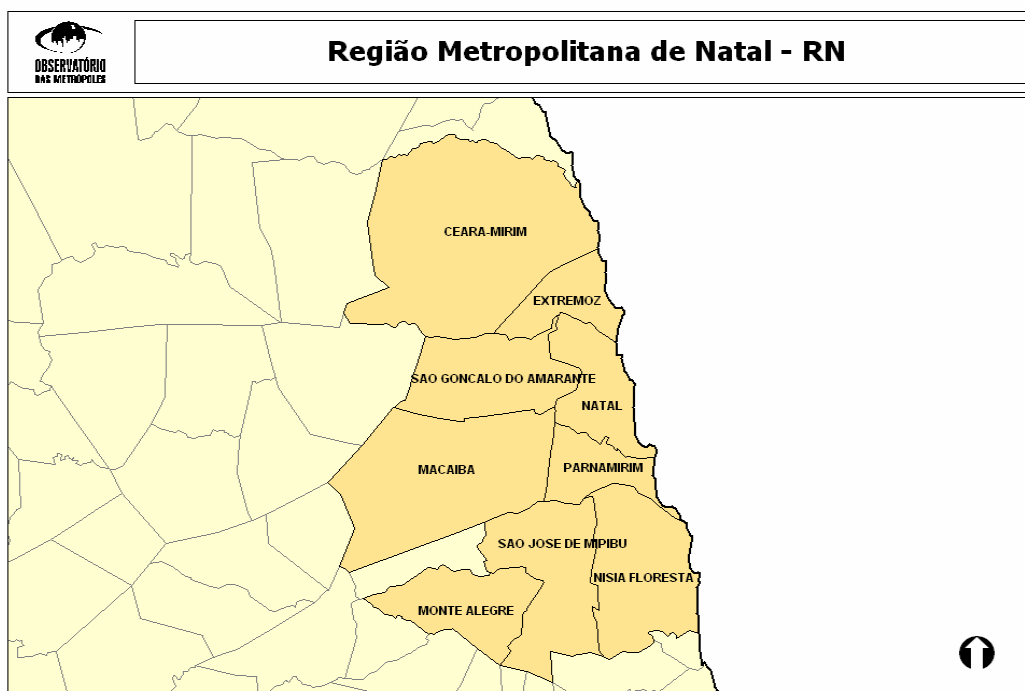 OBSERVATÓRIO
DAS METRÓPOLES
Região Metropolitana de Natal - RN
CEARA-MIRIM
EXTREMOZ
SAO GONCALO DO AMARANTE
NATAL
MACAIBA
PARNAMIRIM
SAO JOSE DE MIPIBU
NISIA FLORESTA
MONTE ALEGRE